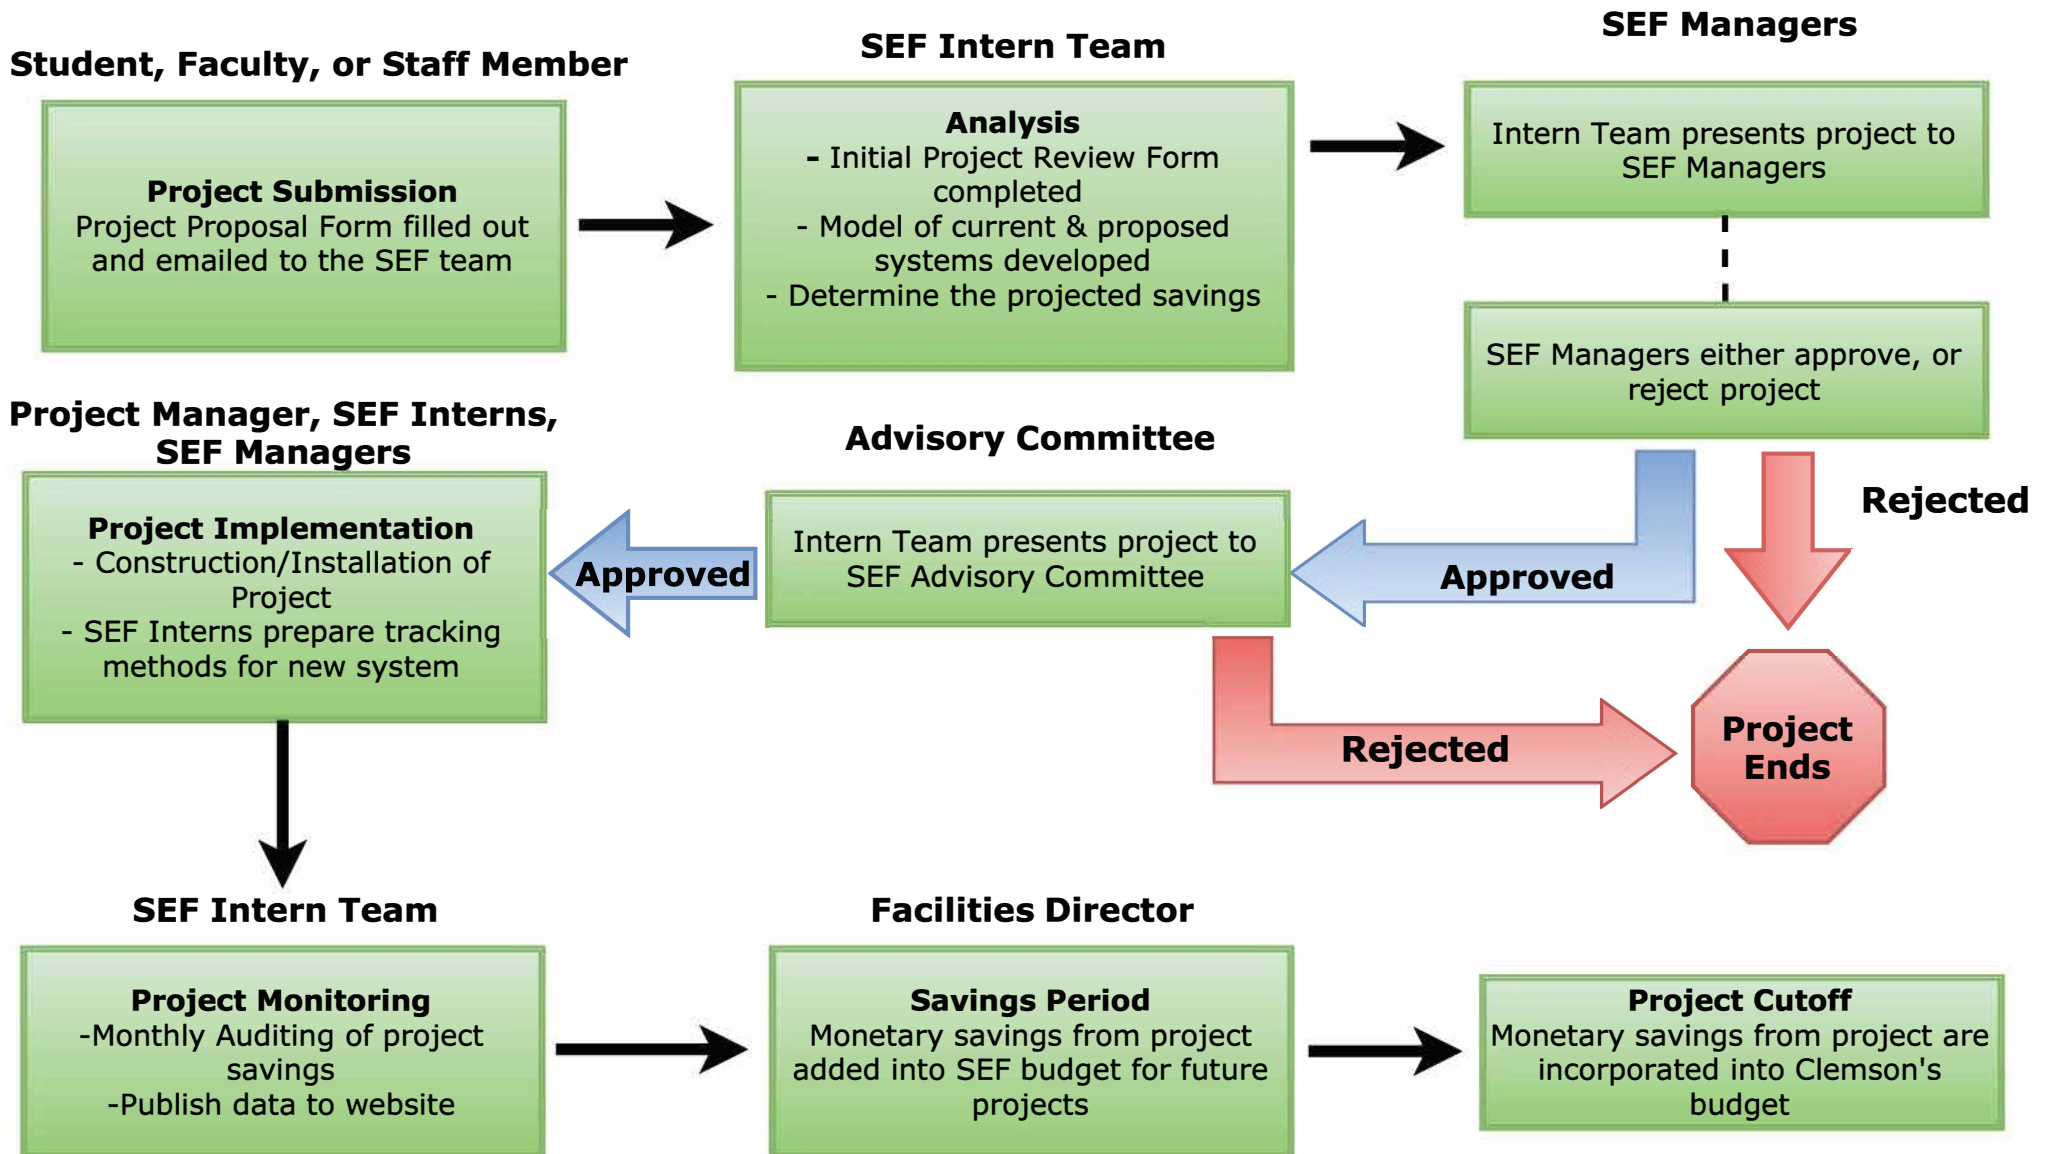 Student, Faculty, or Staff Member
Project Submission
Project Proposal Form filled out
and emailed to the SEF team
SEF Intern Team
Analysis
- Initial Project Review Form
completed
- Model of current & proposed
systems developed
- Determine the projected savings
SEF Managers
Intern Team presents project to
SEF Managers
SEF Managers either approve, or
reject project
Rejected
Approved
Advisory Committee
Intern Team presents project to
SEF Advisory Committee
Approved
Rejected
Project
Ends
Project Manager, SEF Interns,
SEF Managers
Project Implementation
- Construction/Installation of
Project
- SEF Interns prepare tracking
methods for new system
SEF Intern Team
Project Monitoring
-Monthly Auditing of project
savings
-Publish data to website
Facilities Director
Savings Period
Monetary savings from project
added into SEF budget for future
projects
Project Cutoff
Monetary savings from project are
incorporated into Clemson's
budget